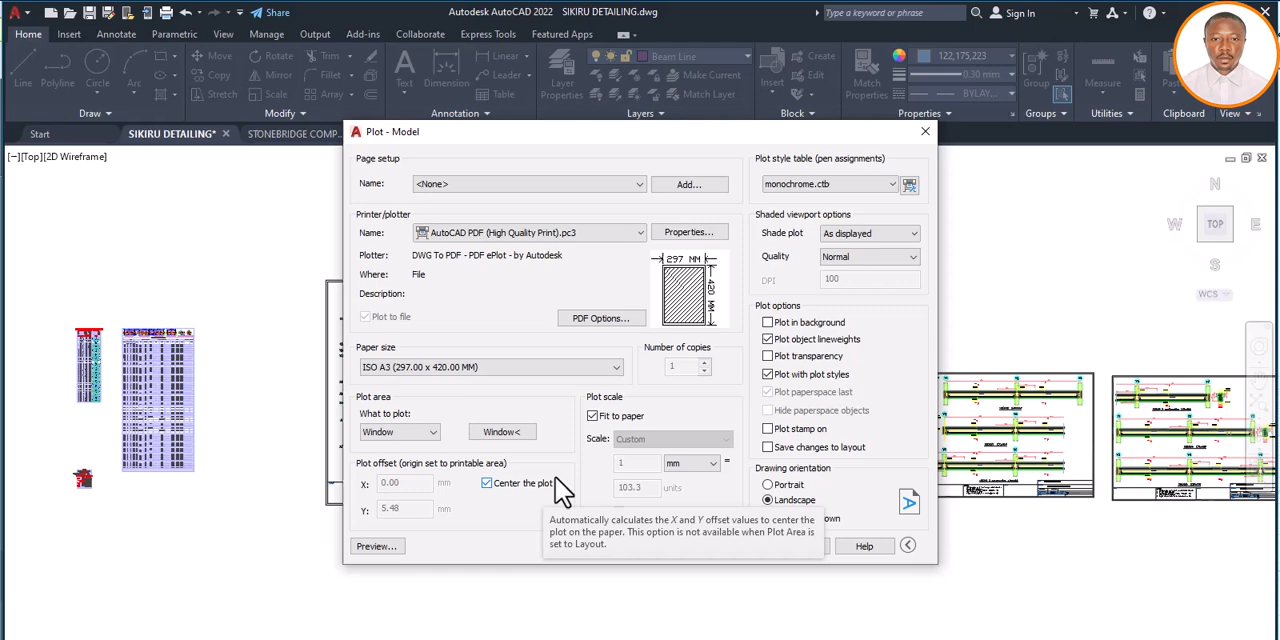 Share
Autodesk AutoCAD 2022 SIKIRU DETAILING.dwg
Type a keyword or phrase
Sign In
Home Insert Annotate Parametric View Manage Output Add-ins Collaborate Express Tools Featured Apps
Line Polyline Circle Arc
Move Rotate Trim
Copy Mirror Fillet
Stretch Scale Array
Text Dimension
Linear
Leader
Table
Layer Properties
Beam Line
Make Current
Match Layer
Insert
Create
Edit
Match Properties
122,175,223
0.30 mm
BYLAY...
Group
Measure
Draw Modify Annotation Layers Block Properties Groups Utilities Clipboard View
Start SIKIRU DETAILING* STONEBRIDGE COMP...
[−][Top][2D Wireframe]
N
W TOP E
S
WCS
Plot - Model
Page setup
Name: <None> Add...
Printer/plotter
Name: AutoCAD PDF (High Quality Print).pc3 Properties...
Plotter: DWG To PDF - PDF ePlot - by Autodesk
Where: File
Description:
Plot to file
PDF Options...
297 MM
420 MM
Paper size
ISO A3 (297.00 x 420.00 MM)
Number of copies
1
Plot area
What to plot:
Window Window<
Plot scale
Fit to paper
Scale: Custom
1 mm =
103.3 units
Plot offset (origin set to printable area)
X: 0.00 mm Center the plot
Y: 5.48 mm
Preview...
Plot style table (pen assignments)
monochrome.ctb
Shaded viewport options
Shade plot As displayed
Quality Normal
DPI 100
Plot options
Plot in background
Plot object lineweights
Plot transparency
Plot with plot styles
Plot paperspace last
Hide paperspace objects
Plot stamp on
Save changes to layout
Drawing orientation
Portrait
Landscape
A
Automatically calculates the X and Y offset values to center the
plot on the paper. This option is not available when Plot Area is
set to Layout.
Help